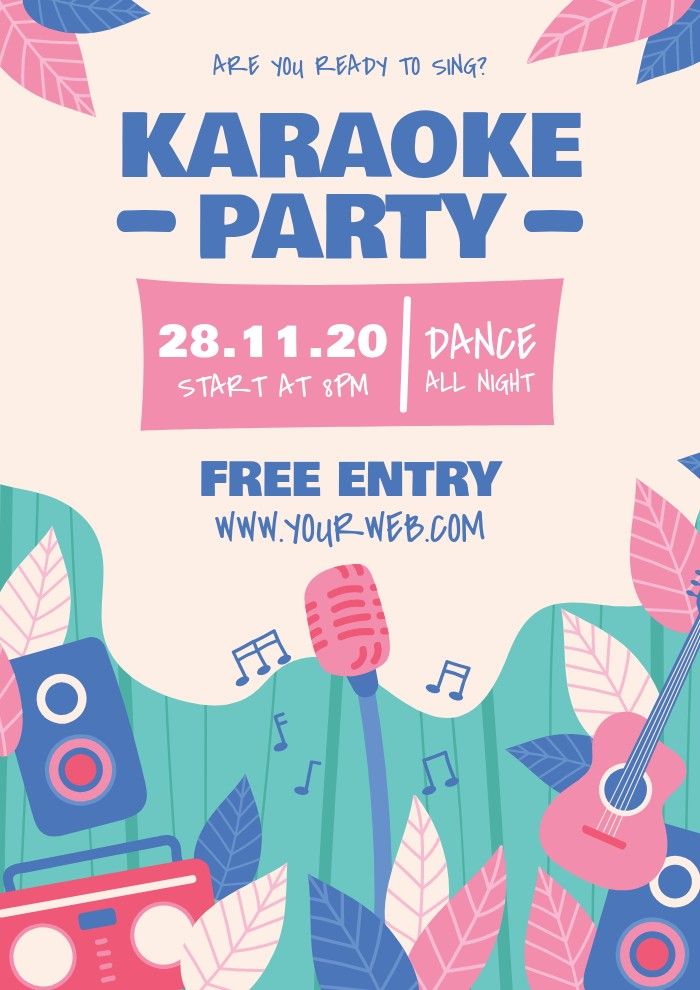 ARE YOU READY TO SING?
KARAOKE
PARTY
28.11.20
START AT 8PM
DANCE
ALL NIGHT
FREE ENTRY
WWW.YOURWEB.COM